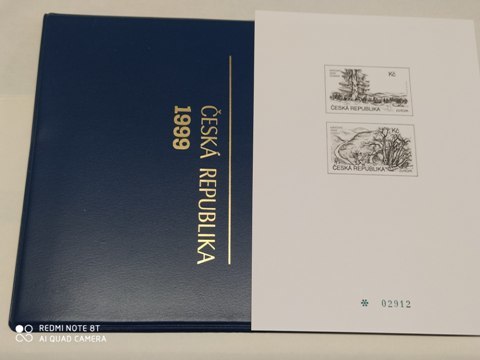 ČESKÁ REPUBLIKA
1999
Kč
ČESKÁ REPUBLIKA
EUROPA
Kč
ČESKÁ REPUBLIKA
EUROPA
* 02912
REDMI NOTE 8T
AI QUAD CAMERA